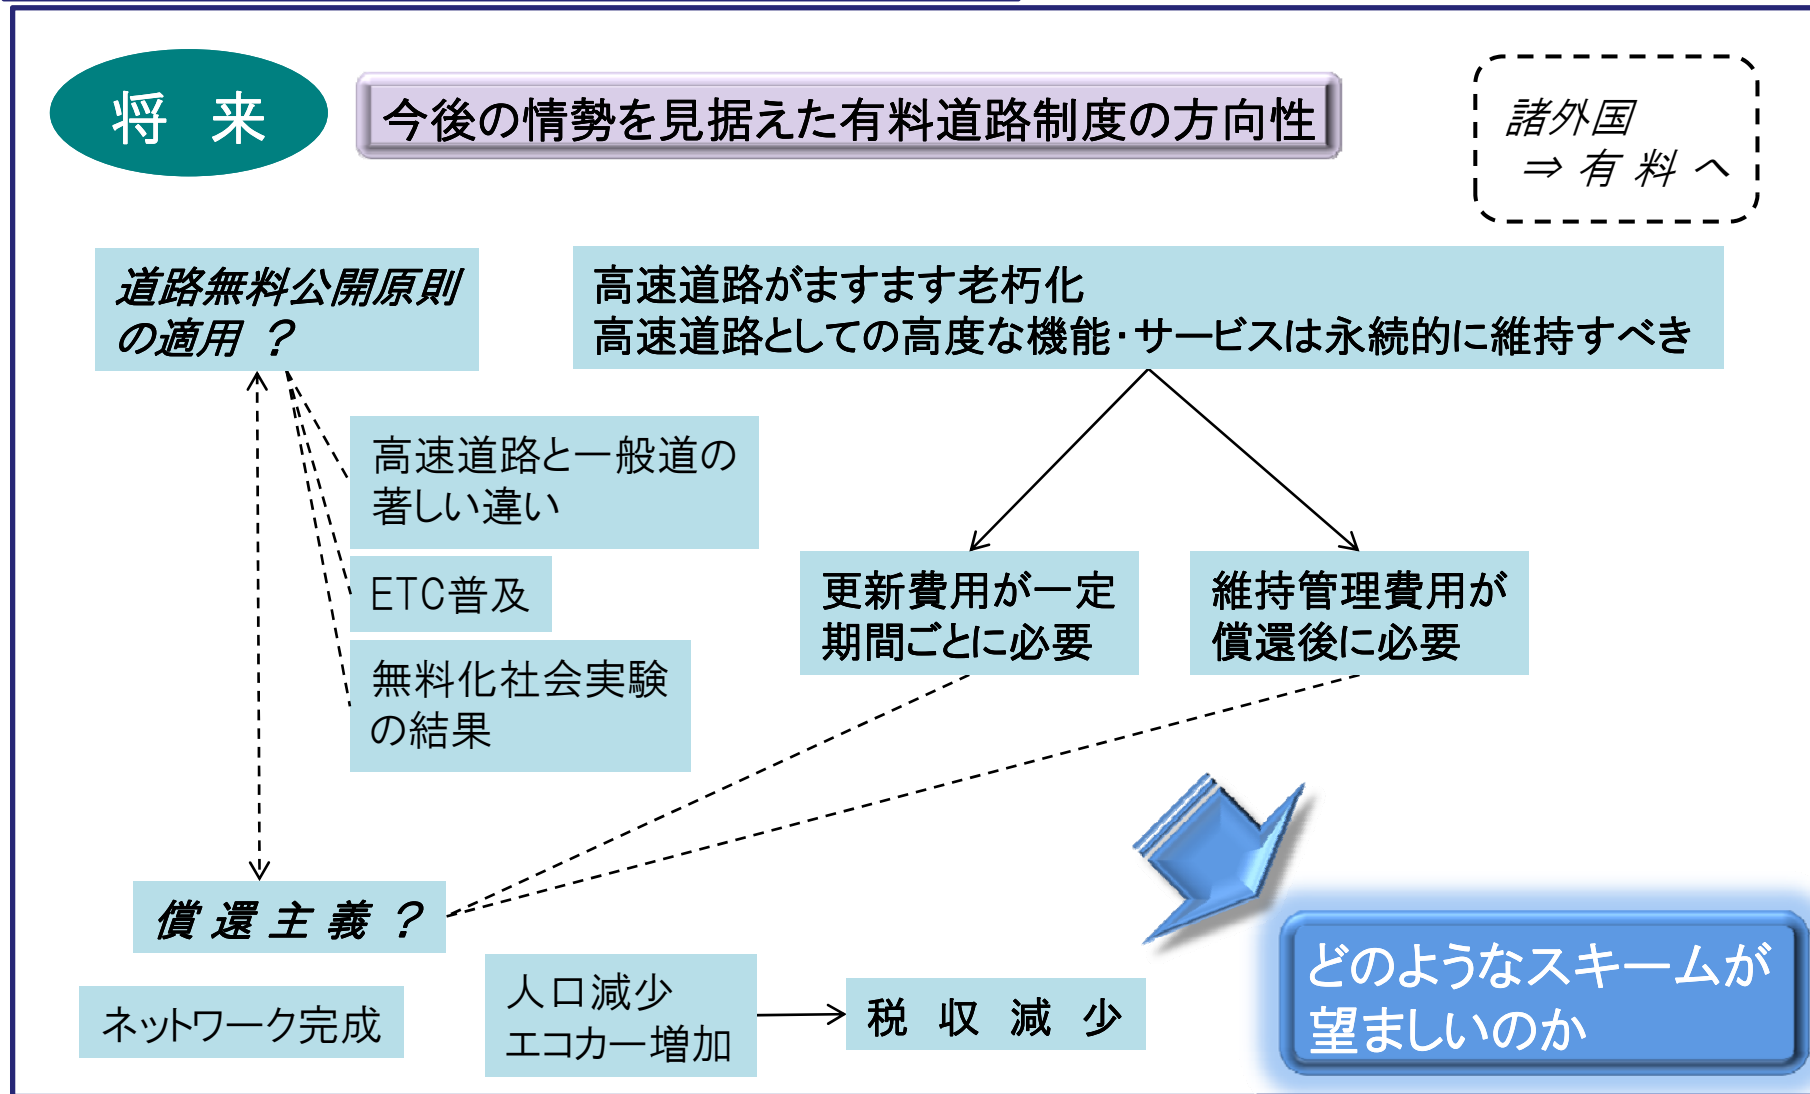 将 来
今後の情勢を見据えた有料道路制度の方向性
諸外国
⇒ 有 料 へ
道路無料公開原則
の適用 ?
高速道路がますます老朽化
高速道路としての高度な機能・サービスは永続的に維持すべき
高速道路と一般道の
著しい違い
ETC普及
無料化社会実験
の結果
更新費用が一定
期間ごとに必要
維持管理費用が
償還後に必要
償 還 主 義 ?
ネットワーク完成
人口減少
エコカー増加
税 収 減 少
どのようなスキームが
望ましいのか